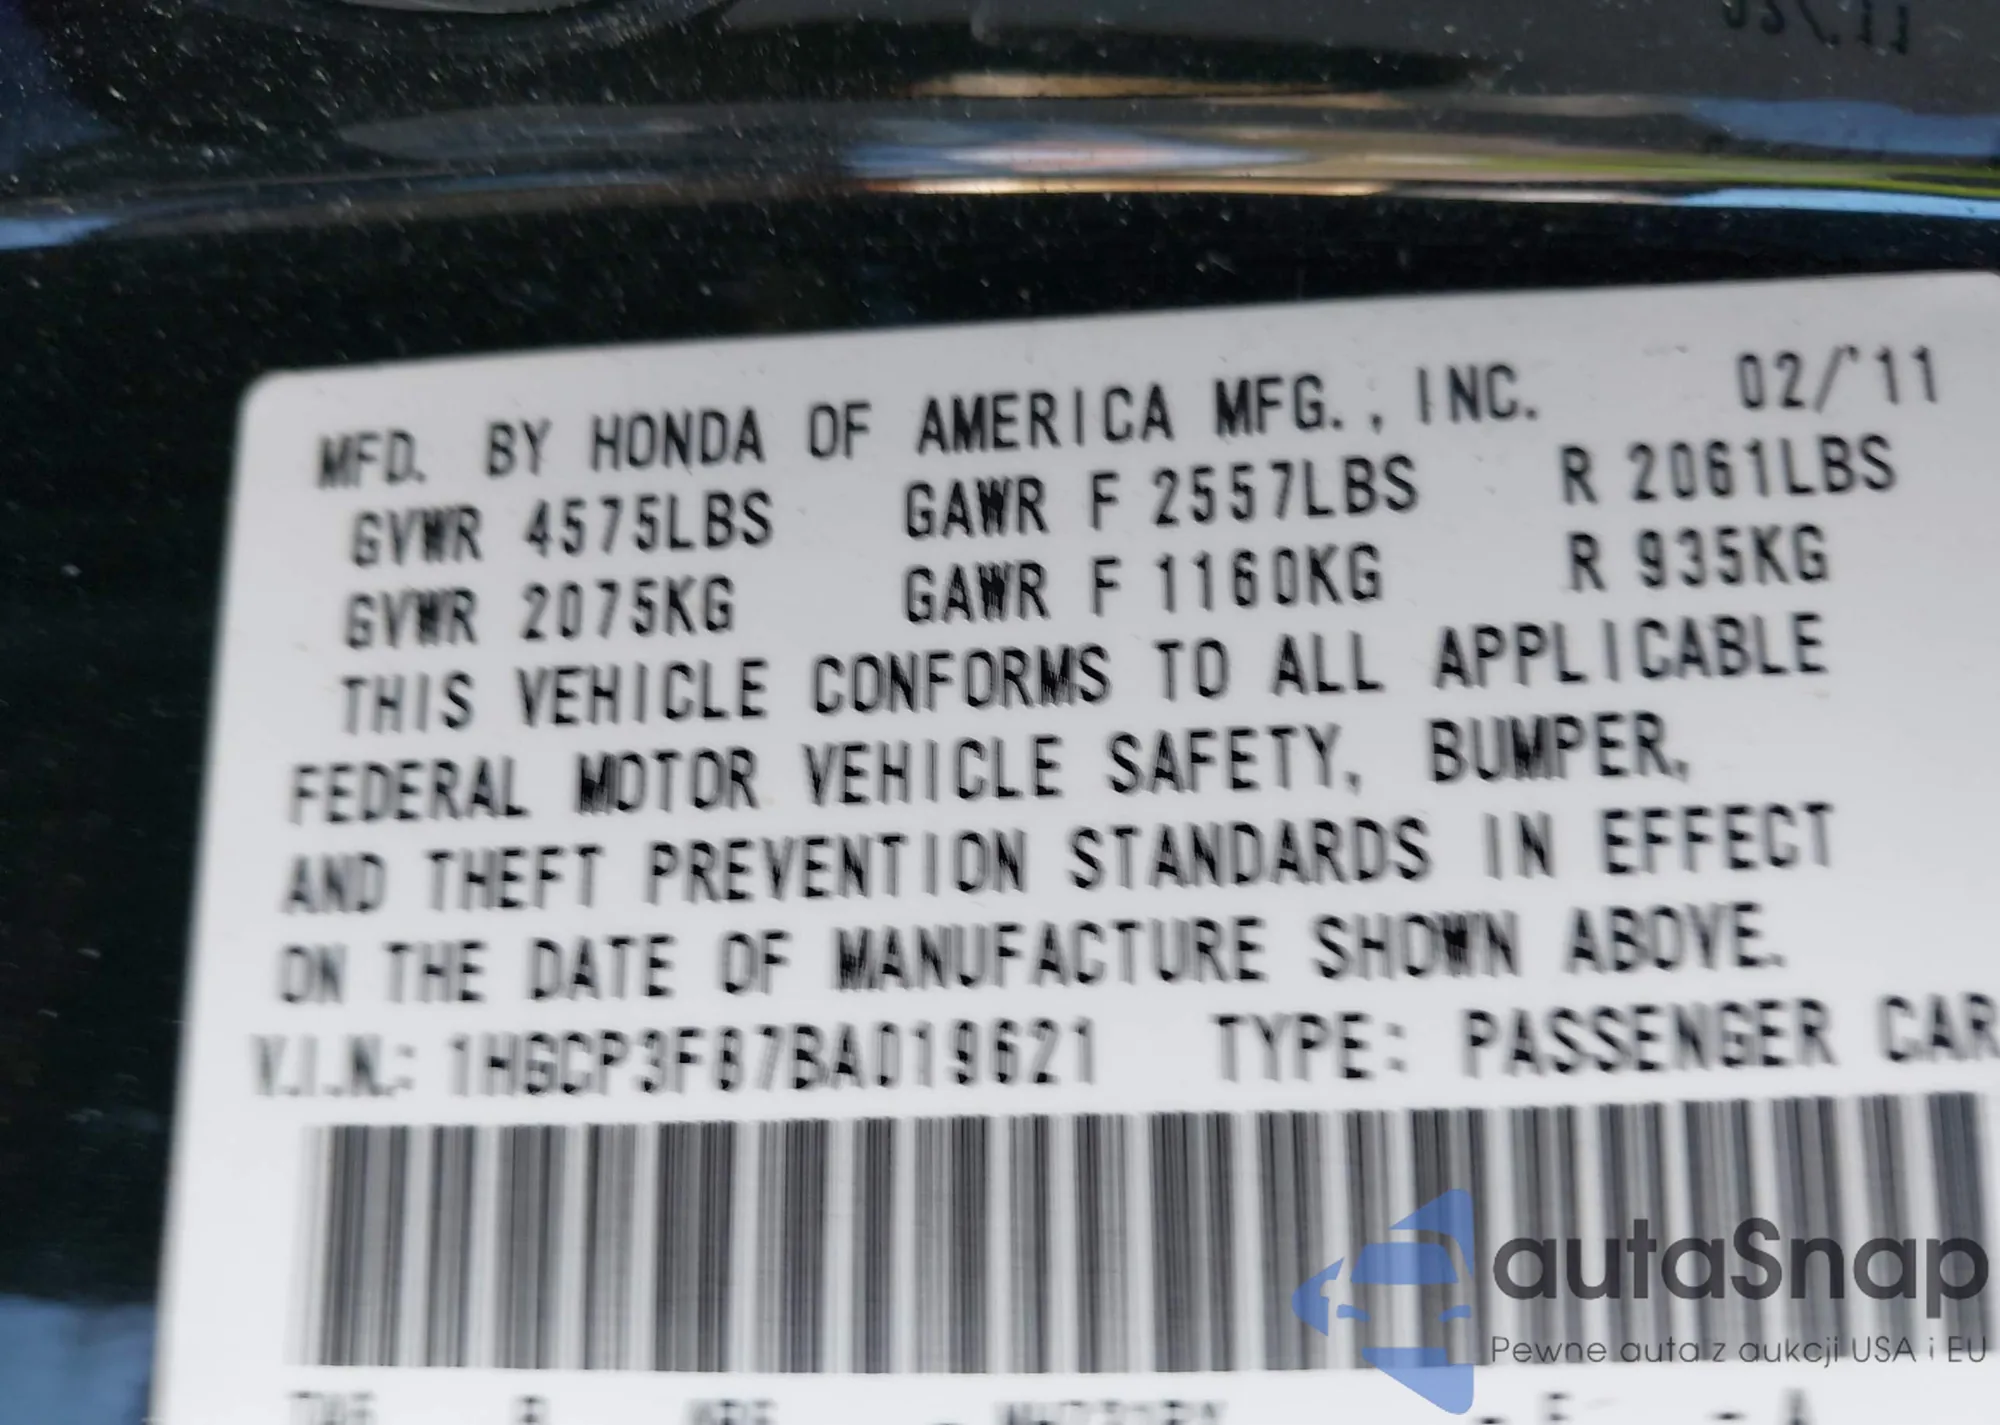 MFD. BY HONDA OF AMERICA MFG., INC. 02/'11
GVWR 4575LBS GAWR F 2557LBS R 2061LBS
GVWR 2075KG GAWR F 1160KG R 935KG
THIS VEHICLE CONFORMS TO ALL APPLICABLE
FEDERAL MOTOR VEHICLE SAFETY, BUMPER,
AND THEFT PREVENTION STANDARDS IN EFFECT
ON THE DATE OF MANUFACTURE SHOWN ABOVE.
V.I.N.: 1HGCP3F87BA019621 TYPE: PASSENGER CAR
autaSnap
Pewne auta z aukcji USA i EU